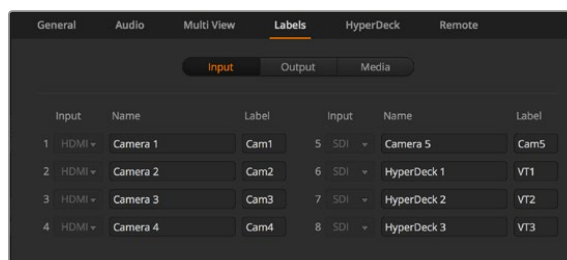 General Audio Multi View Labels HyperDeck Remote
Input Output Media
Input Name Label Input Name Label
1 HDMI Camera 1 Cam1 5 SDI Camera 5 Cam5
2 HDMI Camera 2 Cam2 6 SDI HyperDeck 1 VT1
3 HDMI Camera 3 Cam3 7 SDI HyperDeck 2 VT2
4 HDMI Camera 4 Cam4 8 SDI HyperDeck 3 VT3